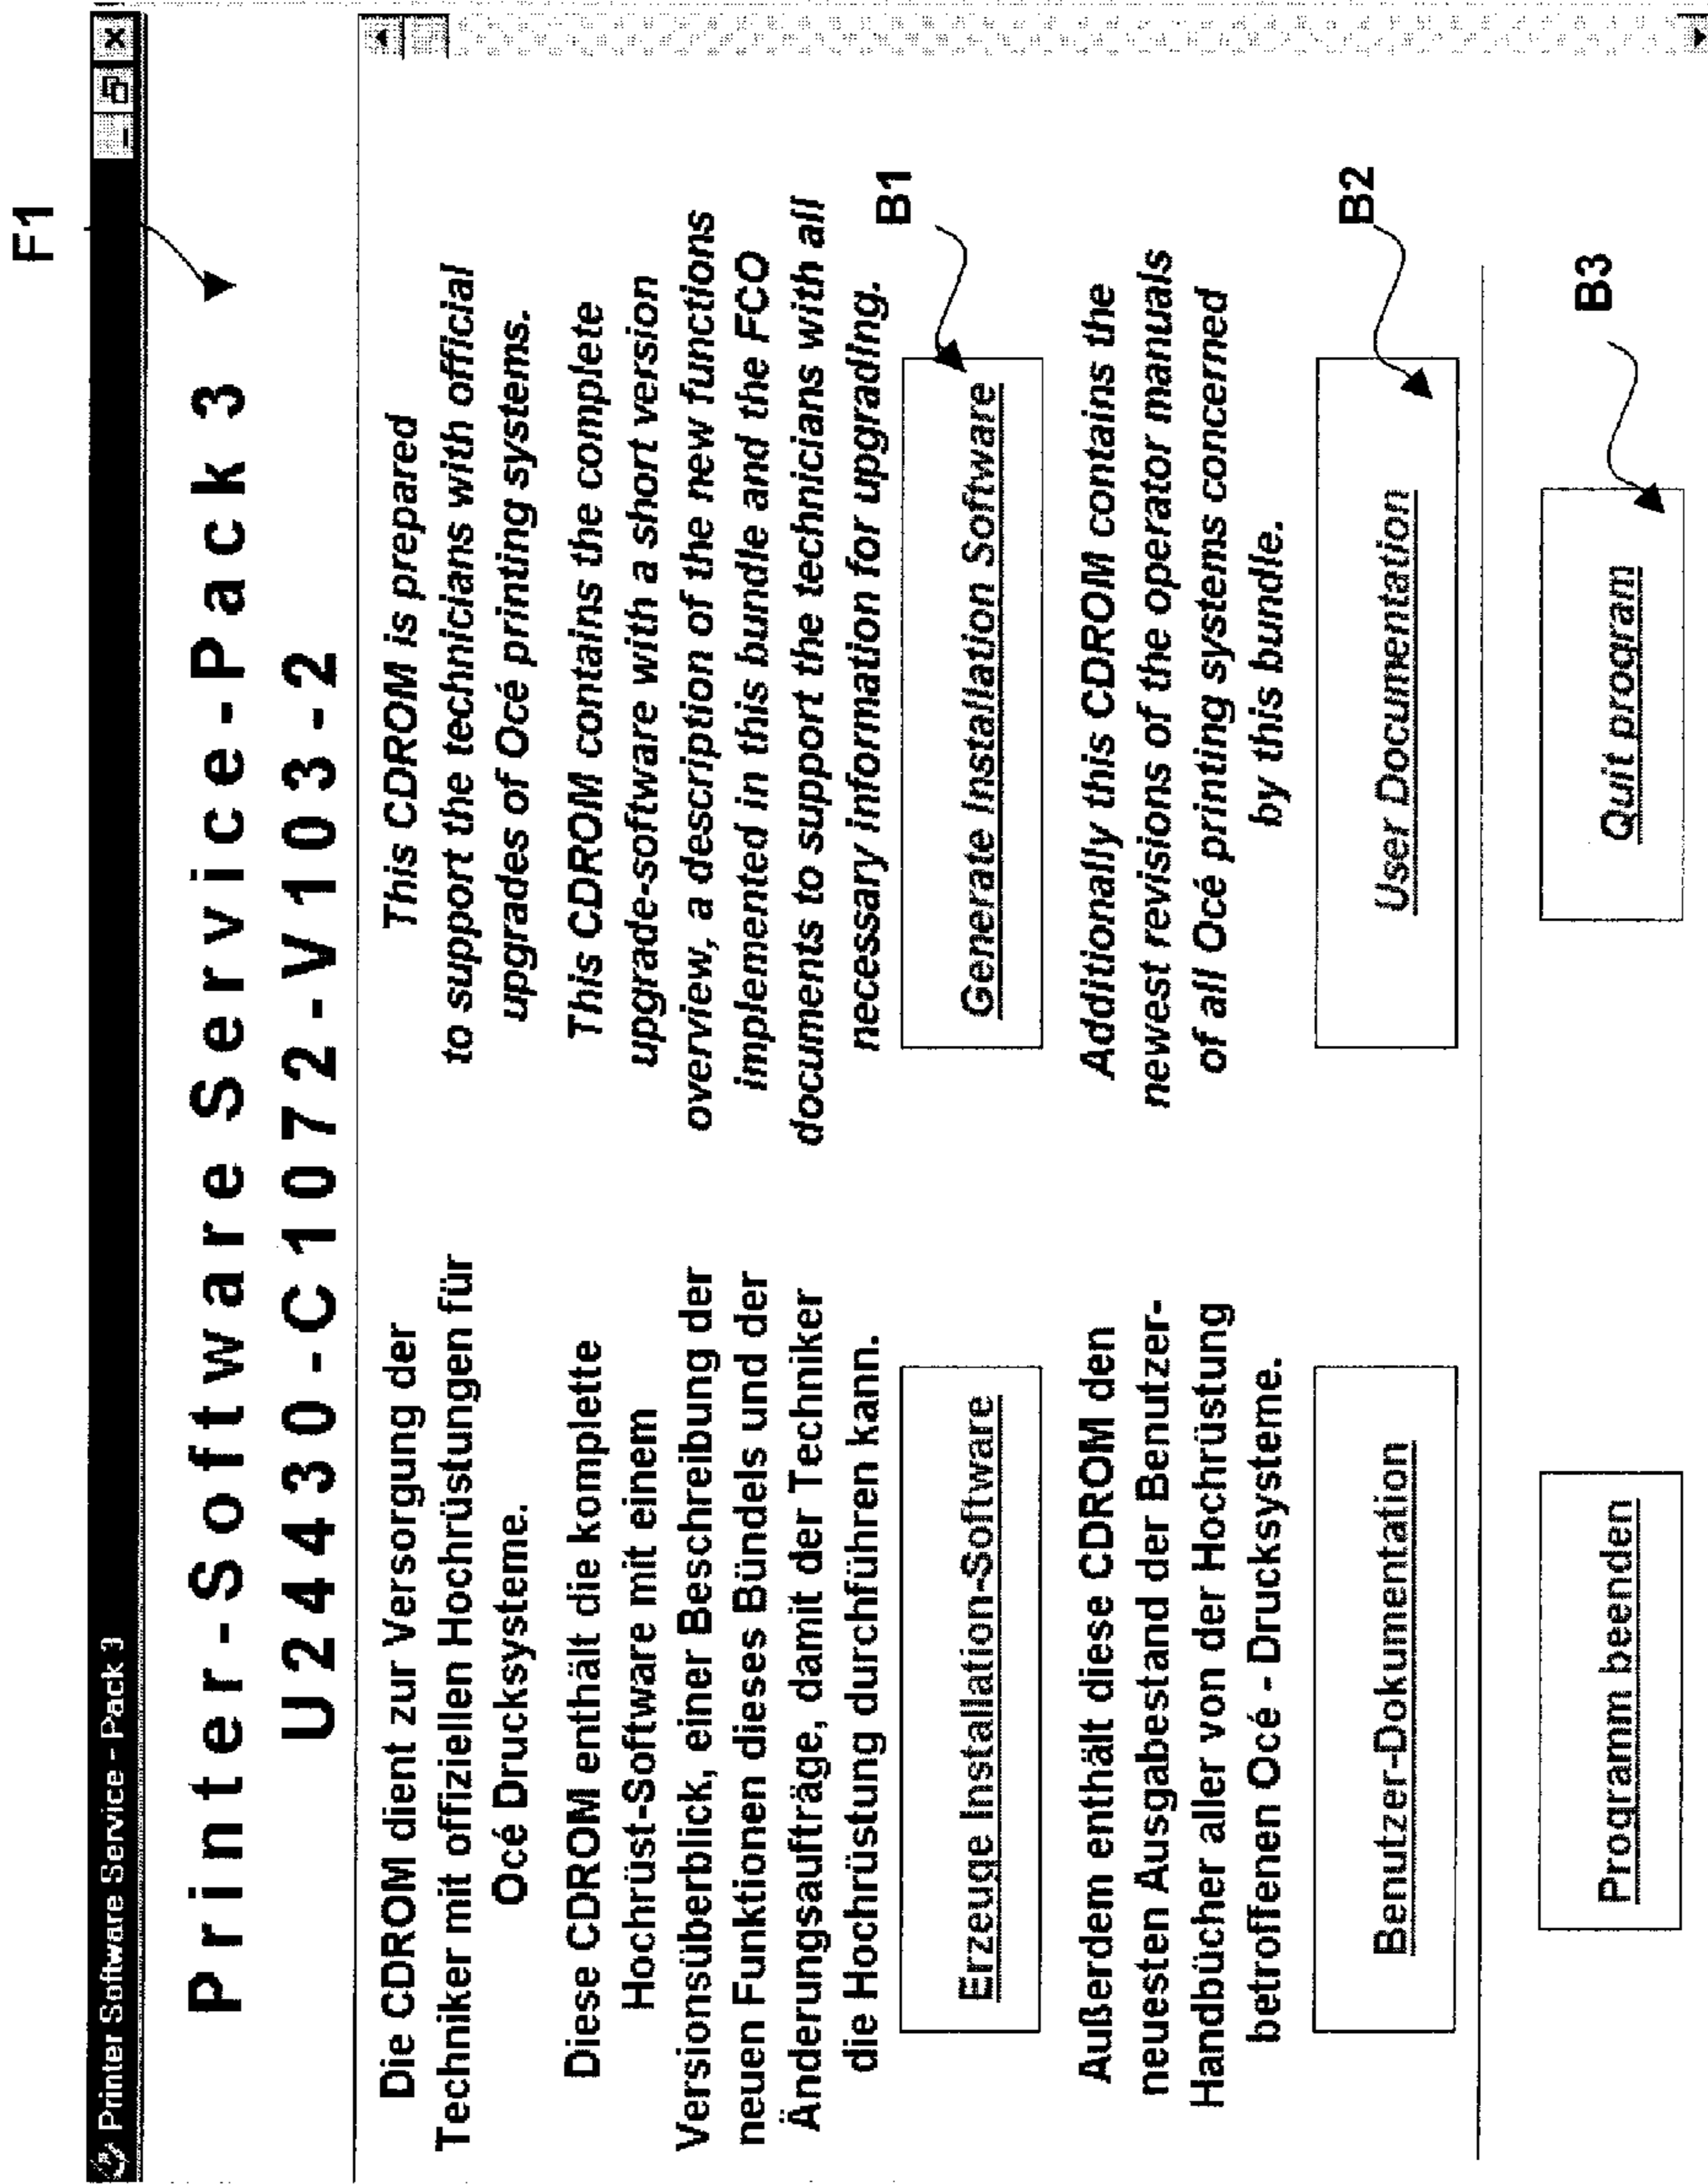 F1
Printer Software Service - Pack 3
Printer-Software Service-Pack 3
U24430-C1072-V103-2
Die CDROM dient zur Versorgung der
Techniker mit offiziellen Hochrüstungen für
Océ Drucksysteme.
Diese CDROM enthält die komplette
Hochrüst-Software mit einem
Versionsüberblick, einer Beschreibung der
neuen Funktionen dieses Bündels und der
Änderungsaufträge, damit der Techniker
die Hochrüstung durchführen kann.
Erzeuge Installation-Software
Außerdem enthält diese CDROM den
neuesten Ausgabestand der Benutzer-
Handbücher aller von der Hochrüstung
betroffenen Océ - Drucksysteme.
Benutzer-Dokumentation
Programm beenden
This CDROM is prepared
to support the technicians with official
upgrades of Océ printing systems.
This CDROM contains the complete
upgrade-software with a short version
overview, a description of the new functions
implemented in this bundle and the FCO
documents to support the technicians with all
necessary information for upgrading.
B1
Generate Installation Software
Additionally this CDROM contains the
newest revisions of the operator manuals
of all Océ printing systems concerned
by this bundle.
B2
User Documentation
B3
Quit program